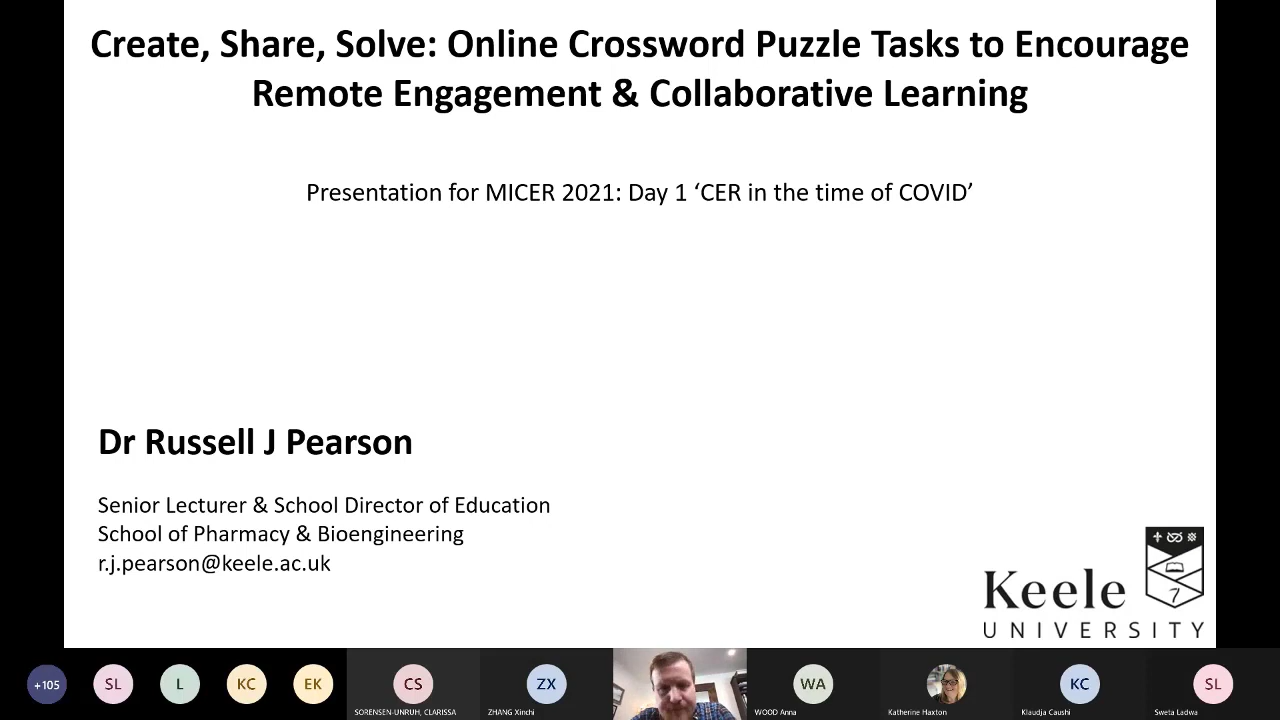 Create, Share, Solve: Online Crossword Puzzle Tasks to Encourage
Remote Engagement & Collaborative Learning
Presentation for MICER 2021: Day 1 ‘CER in the time of COVID’
Dr Russell J Pearson
Senior Lecturer & School Director of Education
School of Pharmacy & Bioengineering
r.j.pearson@keele.ac.uk
Keele
UNIVERSITY
+105
SL
L
KC
EK
CS
SORENSEN-UNRUH, CLARISSA
ZX
ZHANG Xinchi
WA
WOOD Anna
Katherine Haxton
KC
Klaudja Caushi
SL
Sweta Ladwa